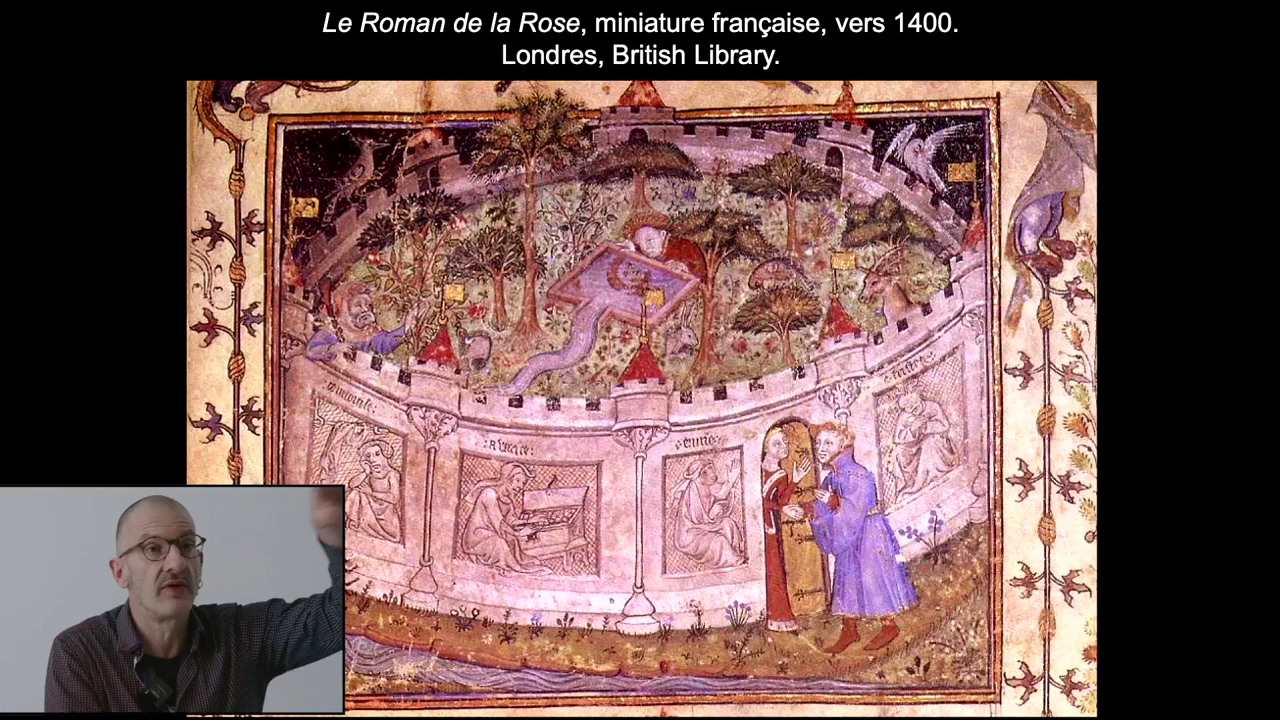 Le Roman de la Rose, miniature française, vers 1400.
Londres, British Library.